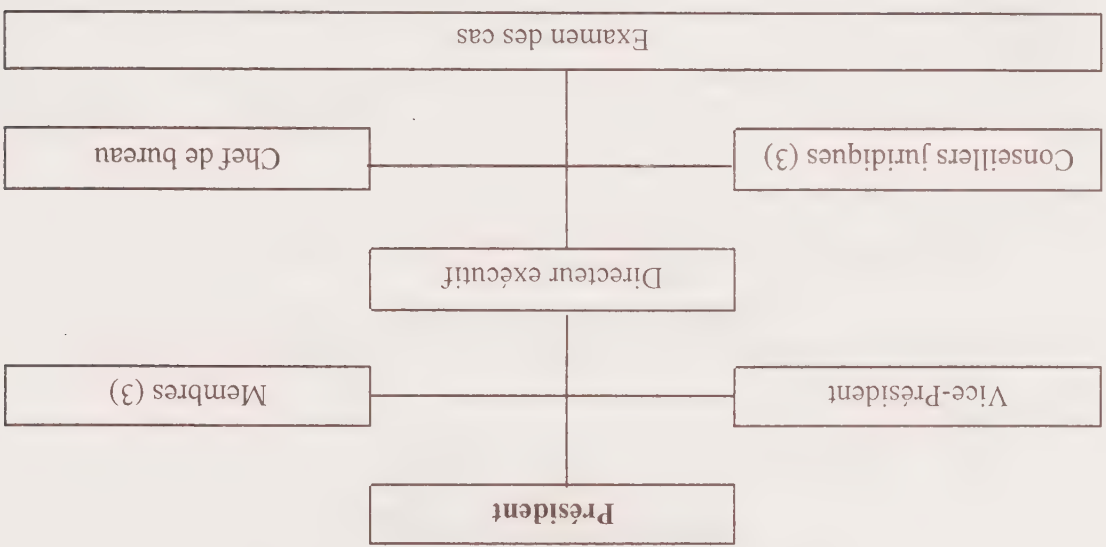 Président
Vice-Président
Membres (3)
Directeur exécutif
Conseillers juridiques (3)
Chef de bureau
Examen des cas